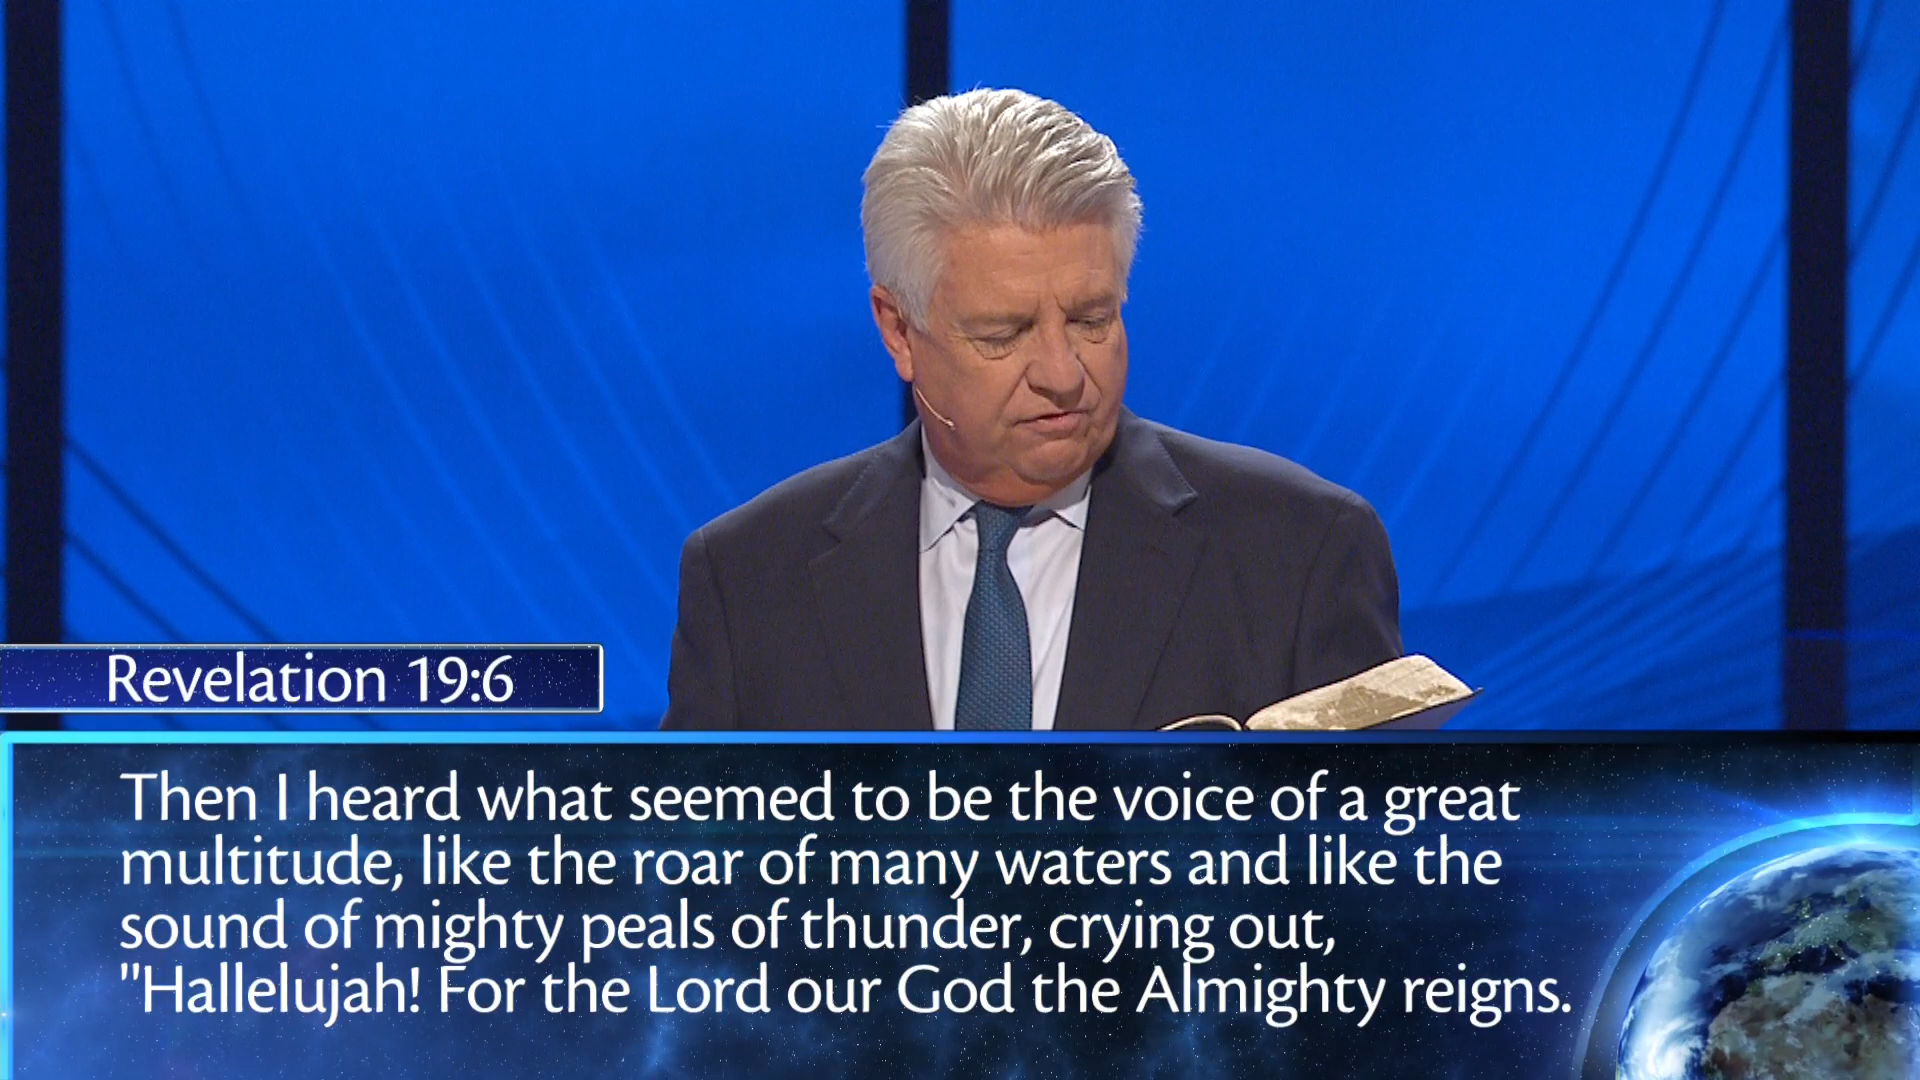 Revelation 19:6
Then I heard what seemed to be the voice of a great
multitude, like the roar of many waters and like the
sound of mighty peals of thunder, crying out,
"Hallelujah! For the Lord our God the Almighty reigns.